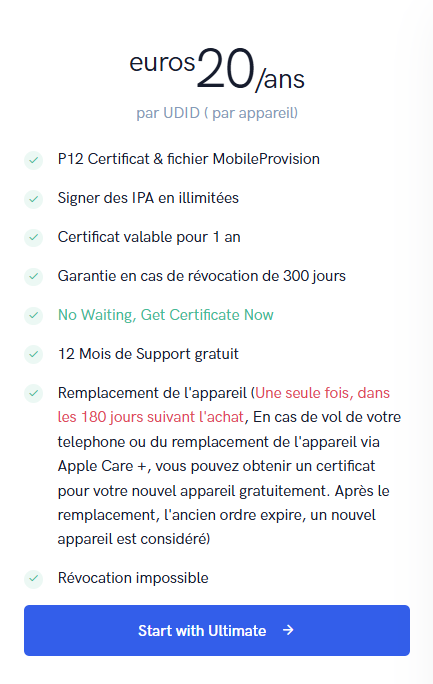 euros20/ans
par UDID ( par appareil)
P12 Certificat & fichier MobileProvision
Signer des IPA en illimitées
Certificat valable pour 1 an
Garantie en cas de révocation de 300 jours
No Waiting, Get Certificate Now
12 Mois de Support gratuit
Remplacement de l'appareil (Une seule fois, dans
les 180 jours suivant l'achat, En cas de vol de votre
telephone ou du remplacement de l'appareil via
Apple Care +, vous pouvez obtenir un certificat
pour votre nouvel appareil gratuitement. Après le
remplacement, l'ancien ordre expire, un nouvel
appareil est considéré)
Révocation impossible
Start with Ultimate →